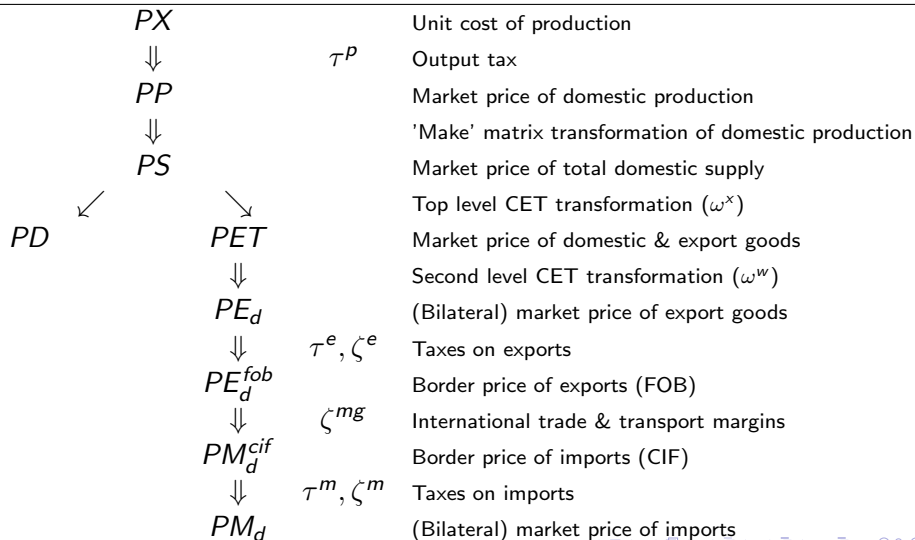 PX Unit cost of production
⇓ τ^p Output tax
PP Market price of domestic production
⇓ 'Make' matrix transformation of domestic production
PS Market price of total domestic supply
↙ ↘ Top level CET transformation (ω^x)
PD PET Market price of domestic & export goods
⇓ Second level CET transformation (ω^w)
PE_d (Bilateral) market price of export goods
⇓ τ^e, ζ^e Taxes on exports
PE_d^fob Border price of exports (FOB)
⇓ ζ^mg International trade & transport margins
PM_d^cif Border price of imports (CIF)
⇓ τ^m, ζ^m Taxes on imports
PM_d (Bilateral) market price of imports